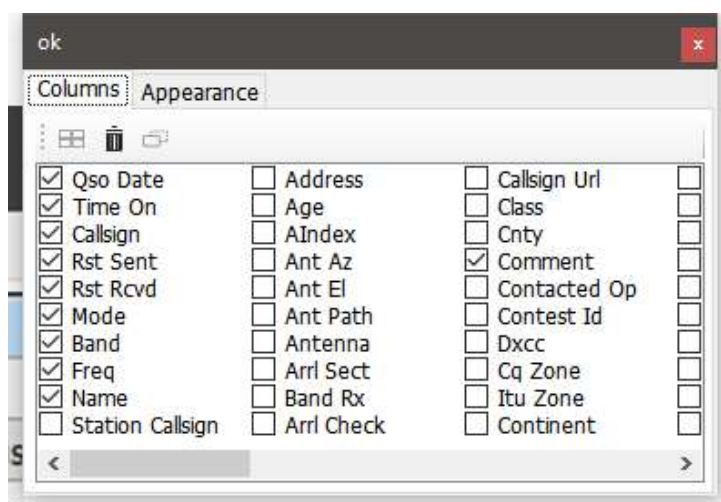 ok
x
Columns Appearance
Qso Date Address Callsign Url
Time On Age Class
Callsign AIndex Cnty
Rst Sent Ant Az Comment
Rst Rcvd Ant El Contacted Op
Mode Ant Path Contest Id
Band Antenna Dxcc
Freq Arrl Sect Cq Zone
Name Band Rx Itu Zone
Station Callsign Arrl Check Continent
S